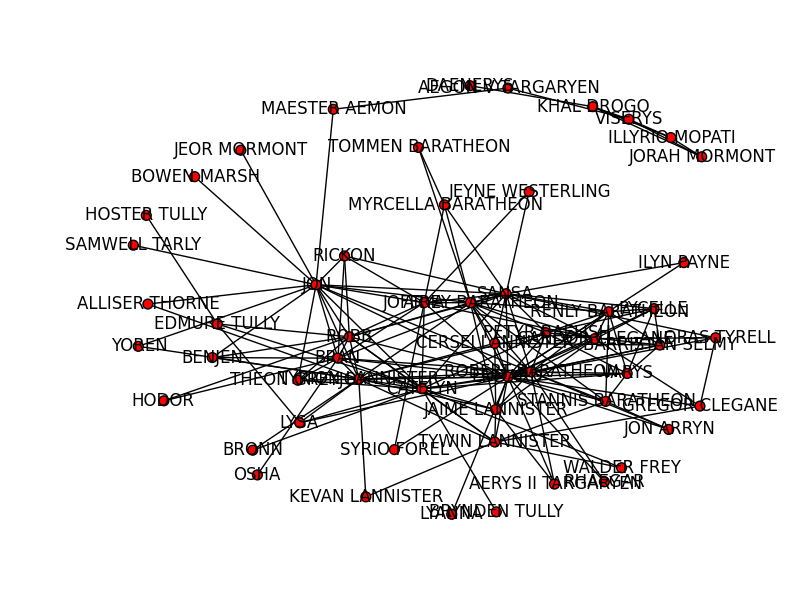 DAENERYS
AEGON V TARGARYEN
MAESTER AEMON
KHAL DROGO
VISERYS
ILLYRIO MOPATI
JORAH MORMONT
JEOR MORMONT
TOMMEN BARATHEON
BOWEN MARSH
JEYNE WESTERLING
MYRCELLA BARATHEON
HOSTER TULLY
SAMWELL TARLY
RICKON
ILYN PAYNE
JON
SANSA
ALLISER THORNE
ARYA
JOFFREY BARATHEON
RENLY BARATHEON
PYCELLE
EDMURE TULLY
ROBB
PETYR BAELISH
CERSEI LANNISTER
LORAS TYRELL
YOREN
BARRISTAN SELMY
BENJEN
BRAN
THEON
TYRION LANNISTER
ROBERT BARATHEON
VARYS
CATELYN
HODOR
STANNIS BARATHEON
JAIME LANNISTER
GREGOR CLEGANE
LYSA
JON ARRYN
TYWIN LANNISTER
BRONN
SYRIO FOREL
WALDER FREY
OSHA
AERYS II TARGARYEN
RHAEGAR
KEVAN LANNISTER
LYANNA
BRYNDEN TULLY